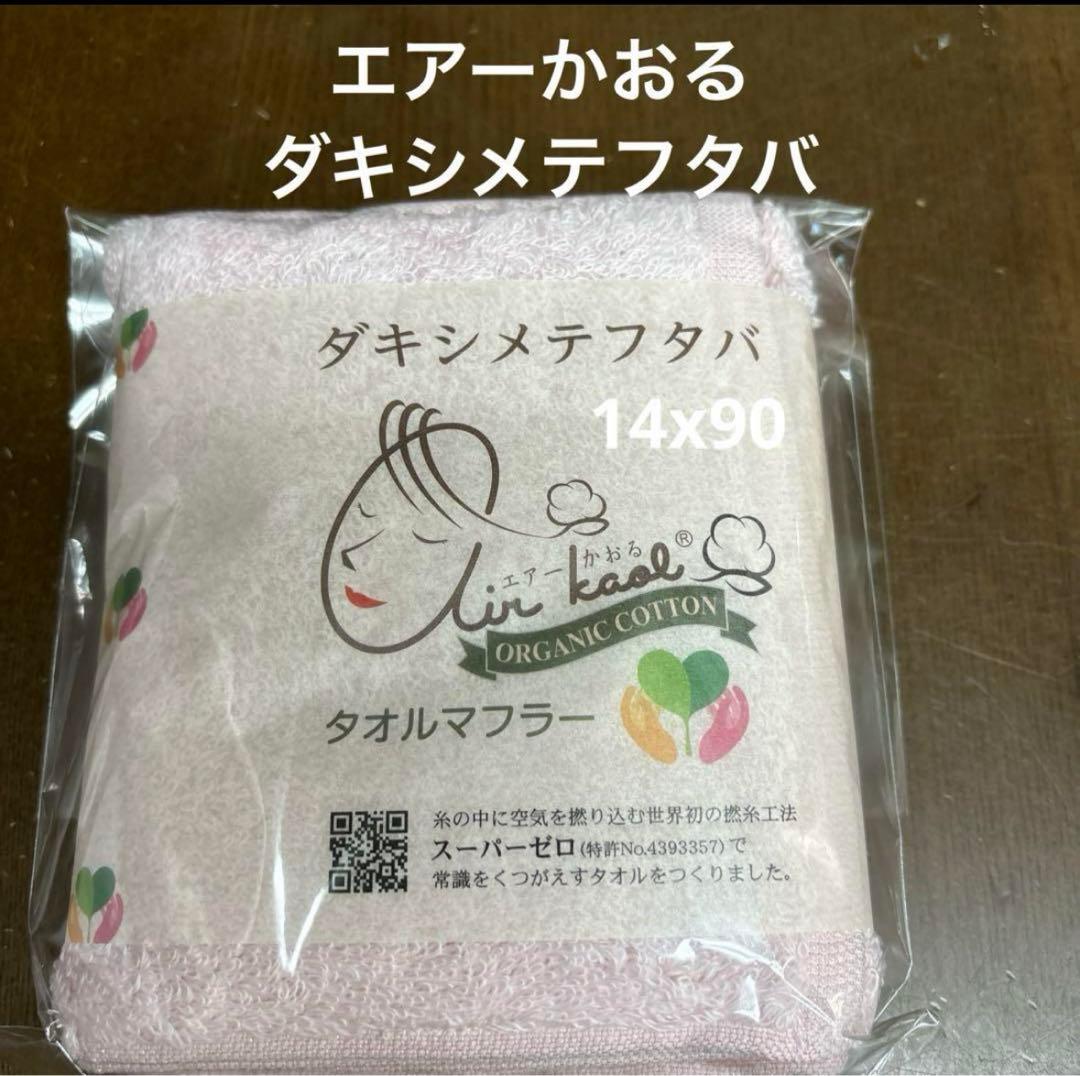 エアーかおる
ダキシメテフタバ
ダキシメテフタバ
14x90
エアーかおる
air kaol®
ORGANIC COTTON
タオルマフラー
糸の中に空気を撚り込む世界初の撚糸工法
スーパーゼロ(特許No.4393357)で
常識をくつがえすタオルをつくりました。